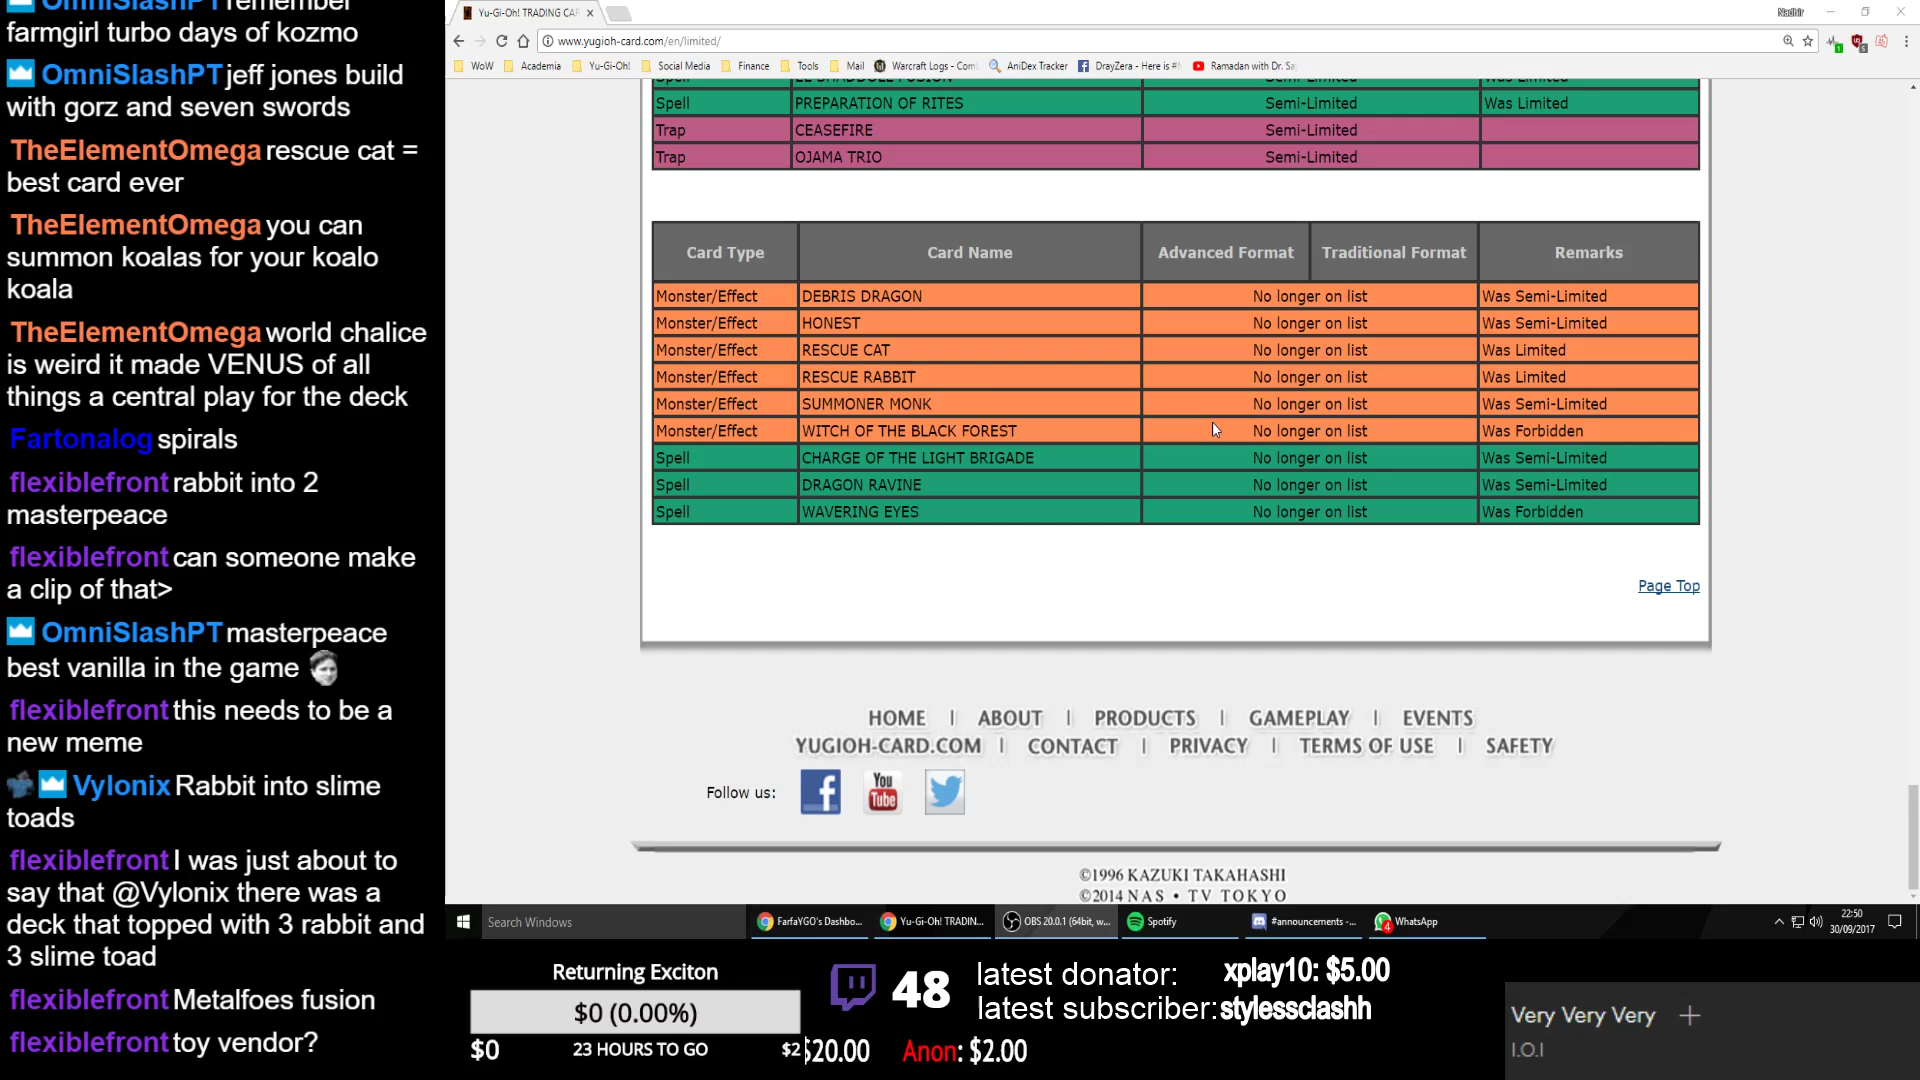 OmniSlashPT remember
farmgirl turbo days of kozmo
OmniSlashPT jeff jones build
with gorz and seven swords
TheElementOmega rescue cat =
best card ever
TheElementOmega you can
summon koalas for your koalo
koala
TheElementOmega world chalice
is weird it made VENUS of all
things a central play for the deck
Fartonalog spirals
flexiblefront rabbit into 2
masterpeace
flexiblefront can someone make
a clip of that>
OmniSlashPT masterpeace
best vanilla in the game
flexiblefront this needs to be a
new meme
Vylonix Rabbit into slime
toads
flexiblefront I was just about to
say that @Vylonix there was a
deck that topped with 3 rabbit and
3 slime toad
flexiblefront Metalfoes fusion
flexiblefront toy vendor?
Yu-Gi-Oh! TRADING CAR
Nadhir
www.yugioh-card.com/en/limited/
WoW Academia Yu-Gi-Oh! Social Media Finance Tools Mail Warcraft Logs - Com AniDex Tracker DrayZera - Here is #N Ramadan with Dr. Sa
Spell EL SHADDOLL FUSION Semi-Limited Was Limited
Spell PREPARATION OF RITES Semi-Limited Was Limited
Trap CEASEFIRE Semi-Limited
Trap OJAMA TRIO Semi-Limited
Card Type Card Name Advanced Format Traditional Format Remarks
Monster/Effect DEBRIS DRAGON No longer on list Was Semi-Limited
Monster/Effect HONEST No longer on list Was Semi-Limited
Monster/Effect RESCUE CAT No longer on list Was Limited
Monster/Effect RESCUE RABBIT No longer on list Was Limited
Monster/Effect SUMMONER MONK No longer on list Was Semi-Limited
Monster/Effect WITCH OF THE BLACK FOREST No longer on list Was Forbidden
Spell CHARGE OF THE LIGHT BRIGADE No longer on list Was Semi-Limited
Spell DRAGON RAVINE No longer on list Was Semi-Limited
Spell WAVERING EYES No longer on list Was Forbidden
Page Top
HOME | ABOUT | PRODUCTS | GAMEPLAY | EVENTS
YUGIOH-CARD.COM | CONTACT | PRIVACY | TERMS OF USE | SAFETY
Follow us: f You Tube
©1996 KAZUKI TAKAHASHI
©2014 NAS • TV TOKYO
Search Windows FarfaYGO's Dashbo... Yu-Gi-Oh! TRADIN... OBS 20.0.1 (64bit, w... Spotify #announcements -... 4 WhatsApp
22:50
30/09/2017
Returning Exciton
$0 (0.00%)
$0 23 HOURS TO GO $2
48
latest donator: xplay10: $5.00
latest subscriber: stylessclashh
$20.00 Anon: $2.00
Very Very Very +
I.O.I